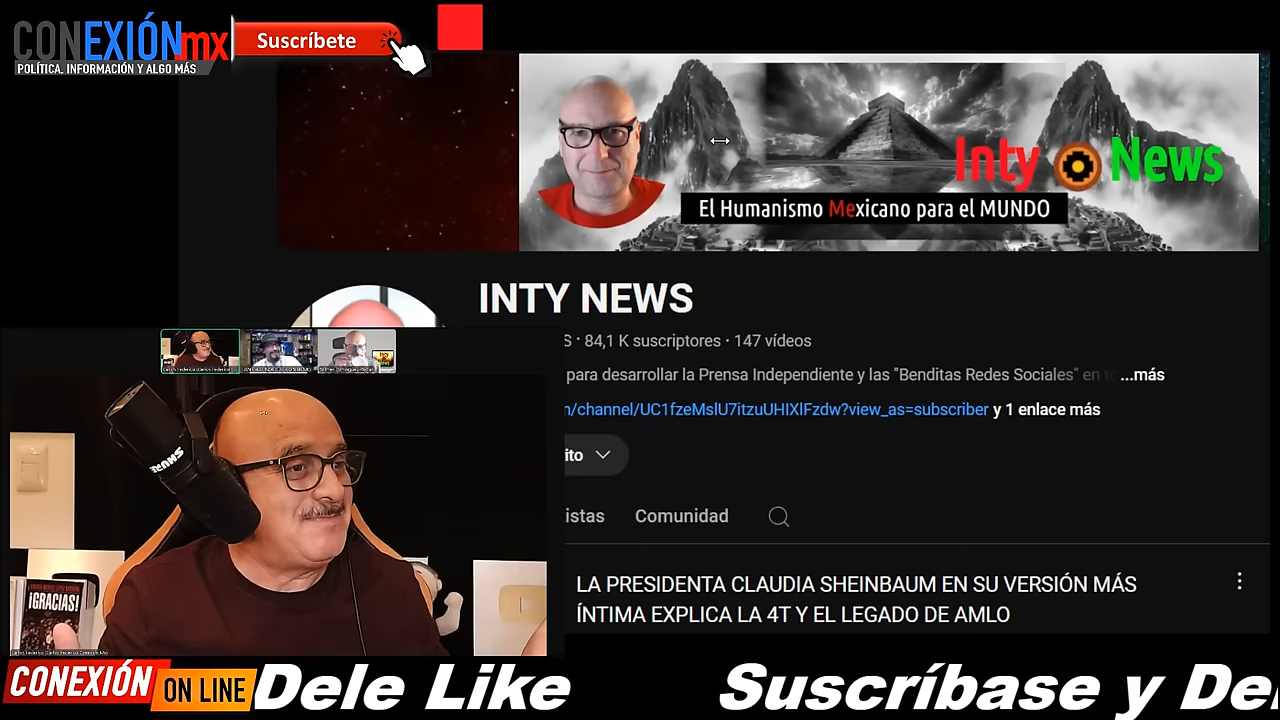 CONEXIÓNmx
POLÍTICA, INFORMACIÓN Y ALGO MÁS
Suscríbete
Inty News
El Humanismo Mexicano para el MUNDO
INTY NEWS
S · 84,1 K suscriptores · 147 vídeos
para desarrollar la Prensa Independiente y las "Benditas Redes Sociales" en to ...más
n/channel/UC1fzeMslU7itzuUHIXlFzdw?view_as=subscriber y 1 enlace más
ito
istas Comunidad
LA PRESIDENTA CLAUDIA SHEINBAUM EN SU VERSIÓN MÁS
ÍNTIMA EXPLICA LA 4T Y EL LEGADO DE AMLO
SHURE
¡GRACIAS!
CONEXIÓN
ON LINE
Dele Like Suscríbase y Del